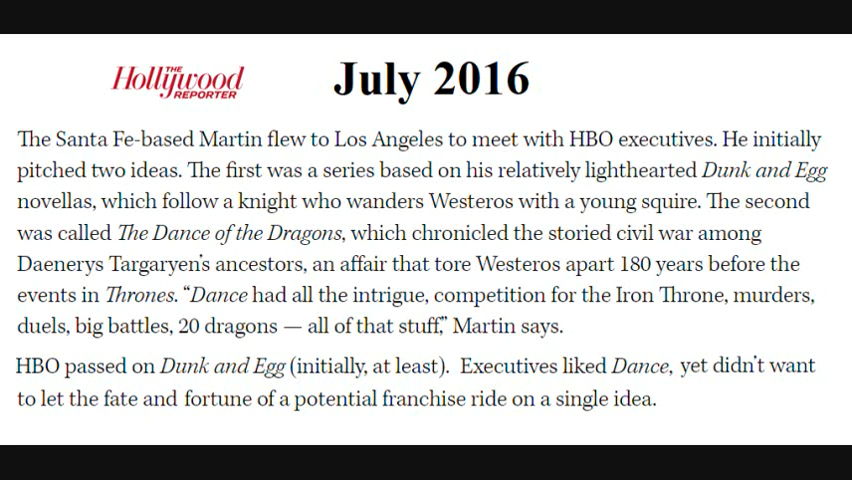 THE
Hollywood
REPORTER
July 2016
The Santa Fe-based Martin flew to Los Angeles to meet with HBO executives. He initially
pitched two ideas. The first was a series based on his relatively lighthearted Dunk and Egg
novellas, which follow a knight who wanders Westeros with a young squire. The second
was called The Dance of the Dragons, which chronicled the storied civil war among
Daenerys Targaryen's ancestors, an affair that tore Westeros apart 180 years before the
events in Thrones. “Dance had all the intrigue, competition for the Iron Throne, murders,
duels, big battles, 20 dragons — all of that stuff,” Martin says.
HBO passed on Dunk and Egg (initially, at least). Executives liked Dance, yet didn't want
to let the fate and fortune of a potential franchise ride on a single idea.